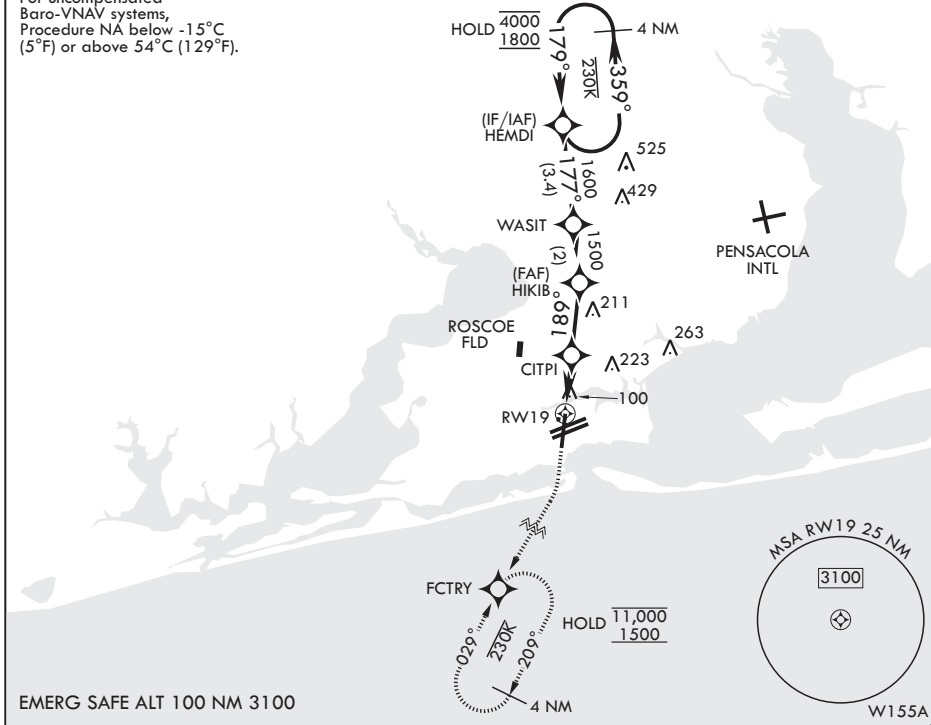 For uncompensated
Baro-VNAV systems,
Procedure NA below -15°C
(5°F) or above 54°C (129°F).
HOLD 4000
1800
4 NM
179°
230K
359°
(IF/IAF)
HEMDI
525
1600
177°
(3.4)
429
WASIT
1500
(2)
PENSACOLA
INTL
(FAF)
HIKIB
211
189°
ROSCOE
FLD
263
223
CITPI
100
RW19
MSA RW19 25 NM
3100
FCTRY
HOLD 11,000
1500
029°
230K
209°
4 NM
EMERG SAFE ALT 100 NM 3100
W155A